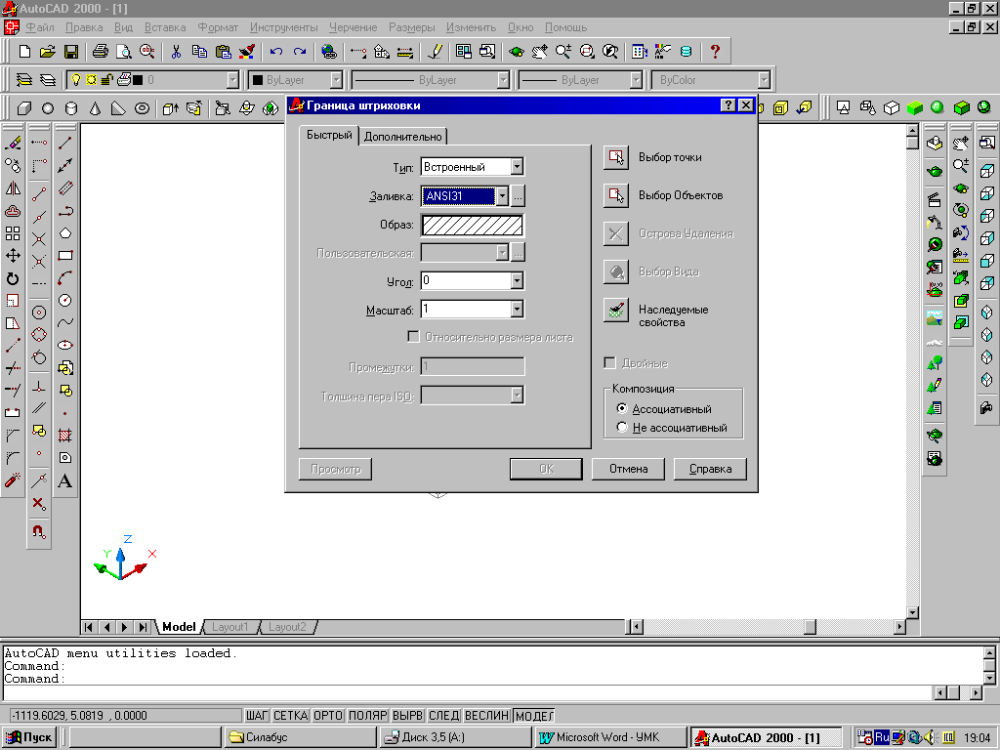 AutoCAD 2000 - [1]
Файл Правка Вид Вставка Формат Инструменты Черчение Размеры Изменить Окно Помощь
0 ByLayer ByLayer ByLayer ByColor
Граница штриховки
Быстрый Дополнительно
Тип: Встроенный
Заливка: ANSI31 ...
Образ:
Пользовательская: ...
Угол: 0
Масштаб: 1
Относительно размера листа
Промежутки: 1
Толшина пера ISO:
Выбор точки
Выбор Объектов
Острова Удаления
Выбор Вида
Наследуемые
свойства
Двойные
Композиция
Ассоциативный
Не ассоциативный
Просмотр OK Отмена Справка
Z
Y X
Model Layout1 Layout2
AutoCAD menu utilities loaded.
Command:
Command:
-1119.6029, 5.0819 , 0.0000 ШАГ СЕТКА ОРТО ПОЛЯР ВЫРВ СЛЕД ВЕСЛИН МОДЕЛ
Пуск Силабус Диск 3,5 (A:) Microsoft Word - УМК AutoCAD 2000 - [1] Ru 19:04